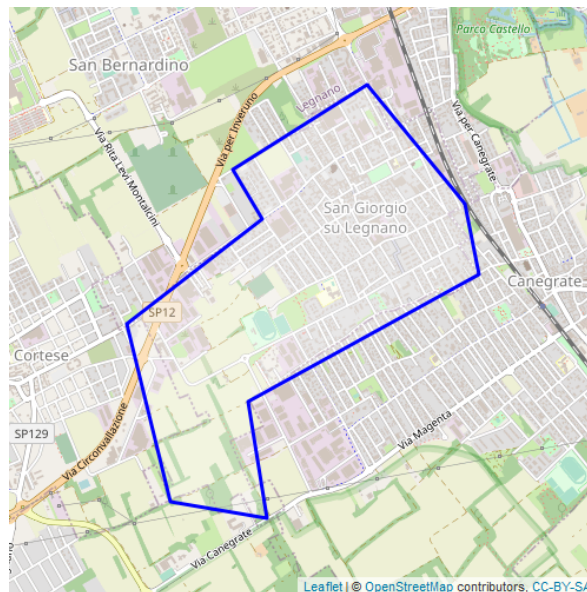 Parco Castello
San Bernardino
Legnano
Via per Inveruno
Via per Canegrate
Via Rita Levi Montalcini
San Giorgio
su Legnano
Canegrate
SP12
Cortese
Via Magenta
SP129
Via Circonvallazione
Via Canegrate
Leaflet | © OpenStreetMap contributors, CC-BY-SA